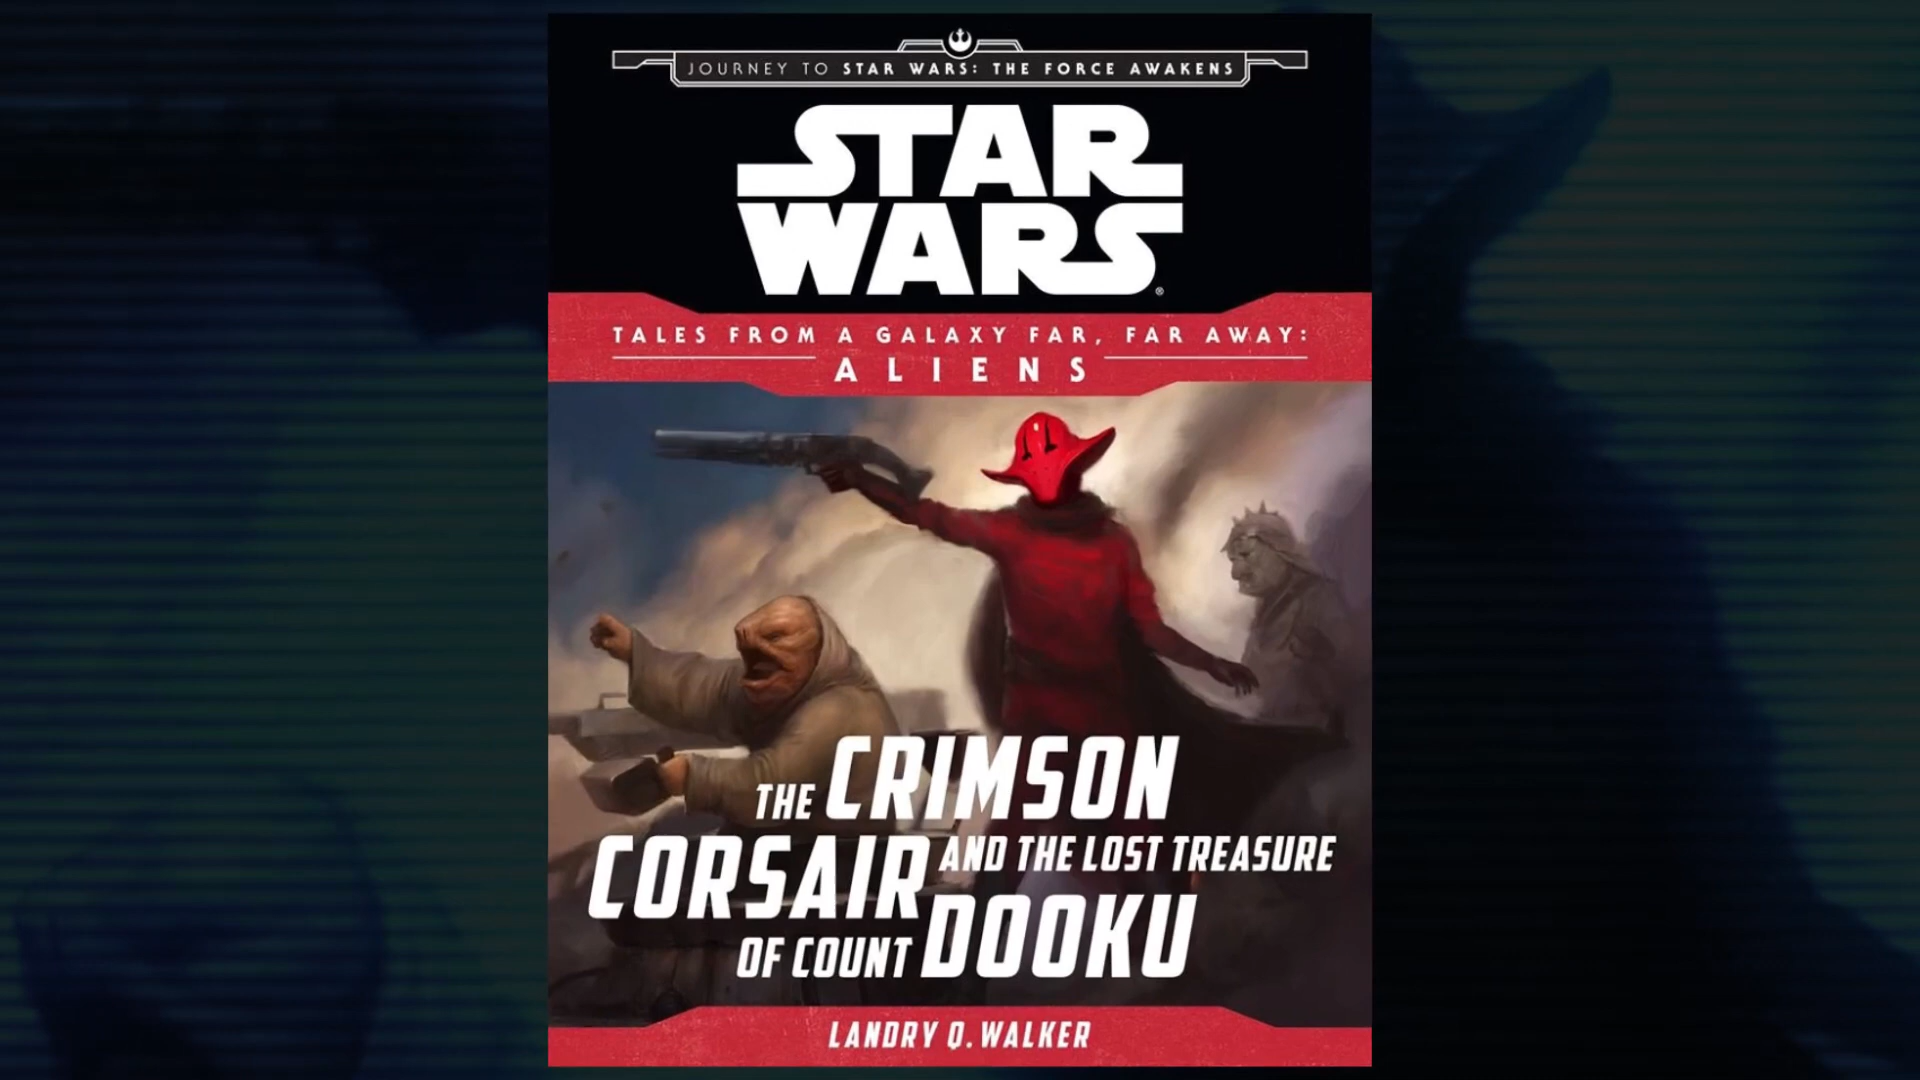 JOURNEY TO STAR WARS: THE FORCE AWAKENS
STAR
WARS®
TALES FROM A GALAXY FAR, FAR AWAY:
ALIENS
THE CRIMSON
CORSAIR AND THE LOST TREASURE
OF COUNT DOOKU
LANDRY Q. WALKER